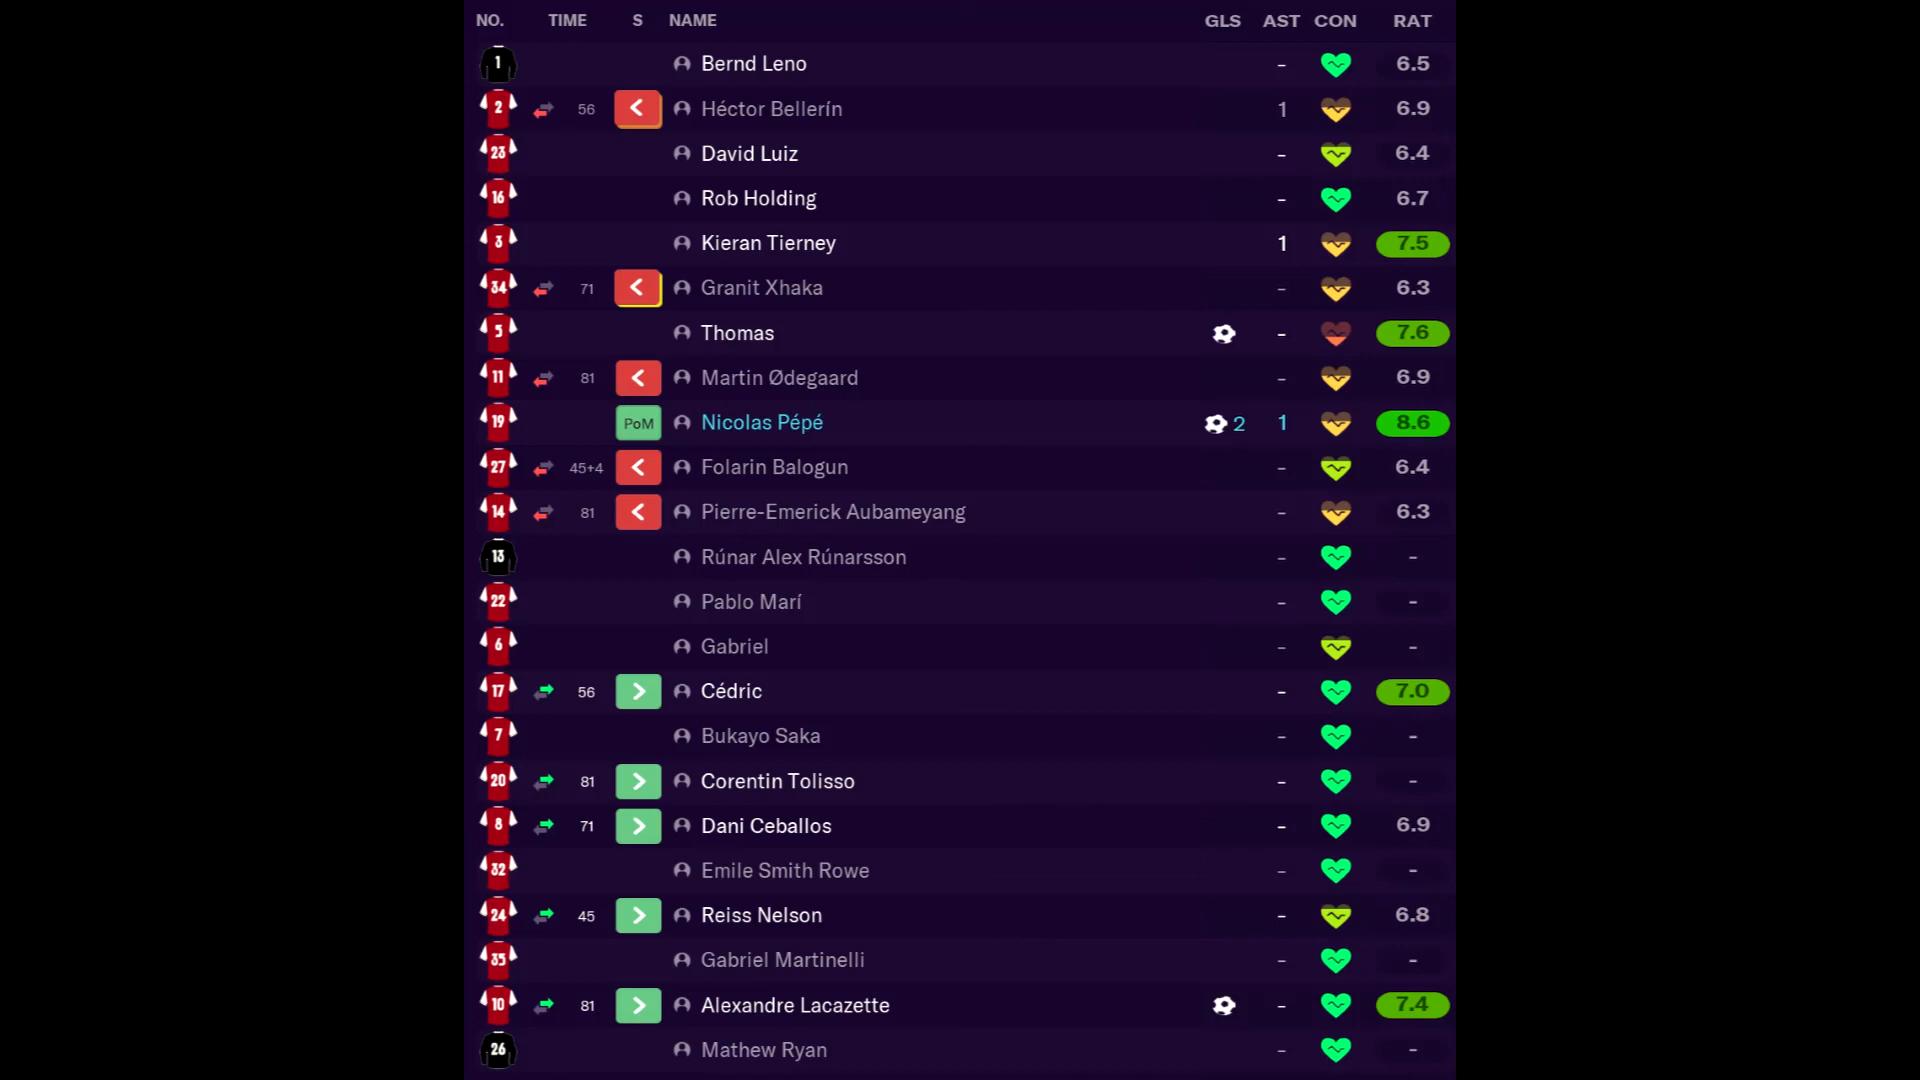 NO. TIME S NAME GLS AST CON RAT
1 Bernd Leno - 6.5
2 56 Héctor Bellerín 1 6.9
23 David Luiz - 6.4
16 Rob Holding - 6.7
3 Kieran Tierney 1 7.5
34 71 Granit Xhaka - 6.3
5 Thomas - 7.6
11 81 Martin Ødegaard - 6.9
19 PoM Nicolas Pépé 2 1 8.6
27 45+4 Folarin Balogun - 6.4
14 81 Pierre-Emerick Aubameyang - 6.3
13 Rúnar Alex Rúnarsson - -
22 Pablo Marí - -
6 Gabriel - -
17 56 Cédric - 7.0
7 Bukayo Saka - -
20 81 Corentin Tolisso - -
8 71 Dani Ceballos - 6.9
32 Emile Smith Rowe - -
24 45 Reiss Nelson - 6.8
35 Gabriel Martinelli - -
10 81 Alexandre Lacazette - 7.4
26 Mathew Ryan - -